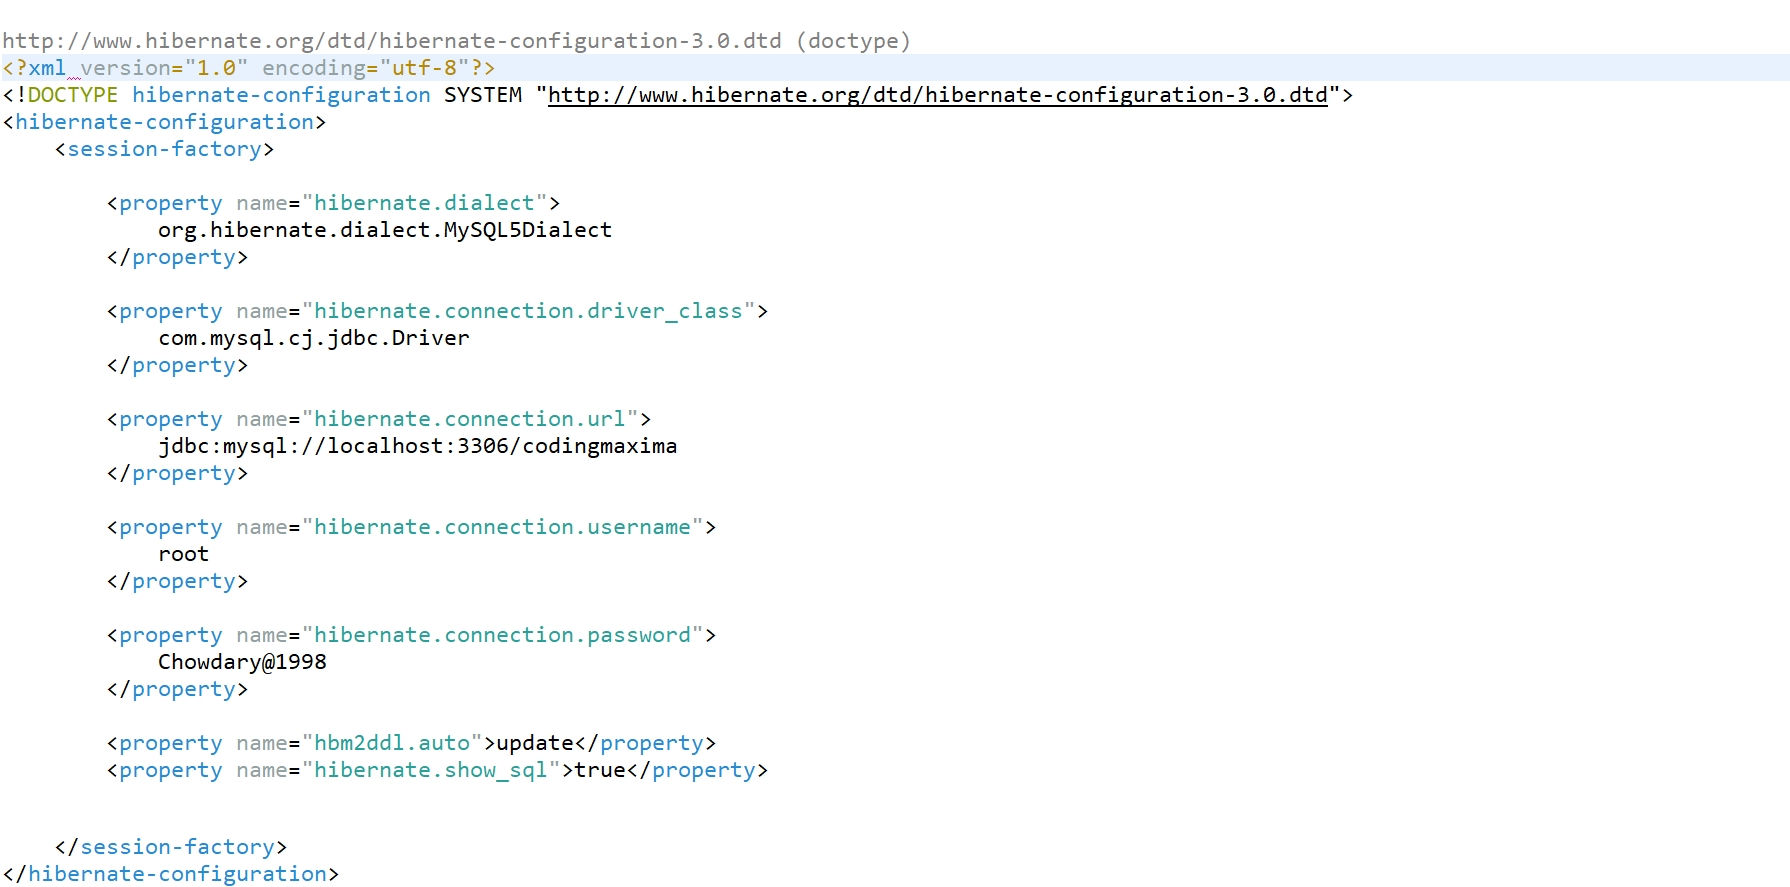 http://www.hibernate.org/dtd/hibernate-configuration-3.0.dtd (doctype)
<?xml version="1.0" encoding="utf-8"?>
<!DOCTYPE hibernate-configuration SYSTEM "http://www.hibernate.org/dtd/hibernate-configuration-3.0.dtd">
<hibernate-configuration>
    <session-factory>

        <property name="hibernate.dialect">
            org.hibernate.dialect.MySQL5Dialect
        </property>

        <property name="hibernate.connection.driver_class">
            com.mysql.cj.jdbc.Driver
        </property>

        <property name="hibernate.connection.url">
            jdbc:mysql://localhost:3306/codingmaxima
        </property>

        <property name="hibernate.connection.username">
            root
        </property>

        <property name="hibernate.connection.password">
            Chowdary@1998
        </property>

        <property name="hbm2ddl.auto">update</property>
        <property name="hibernate.show_sql">true</property>


    </session-factory>
</hibernate-configuration>